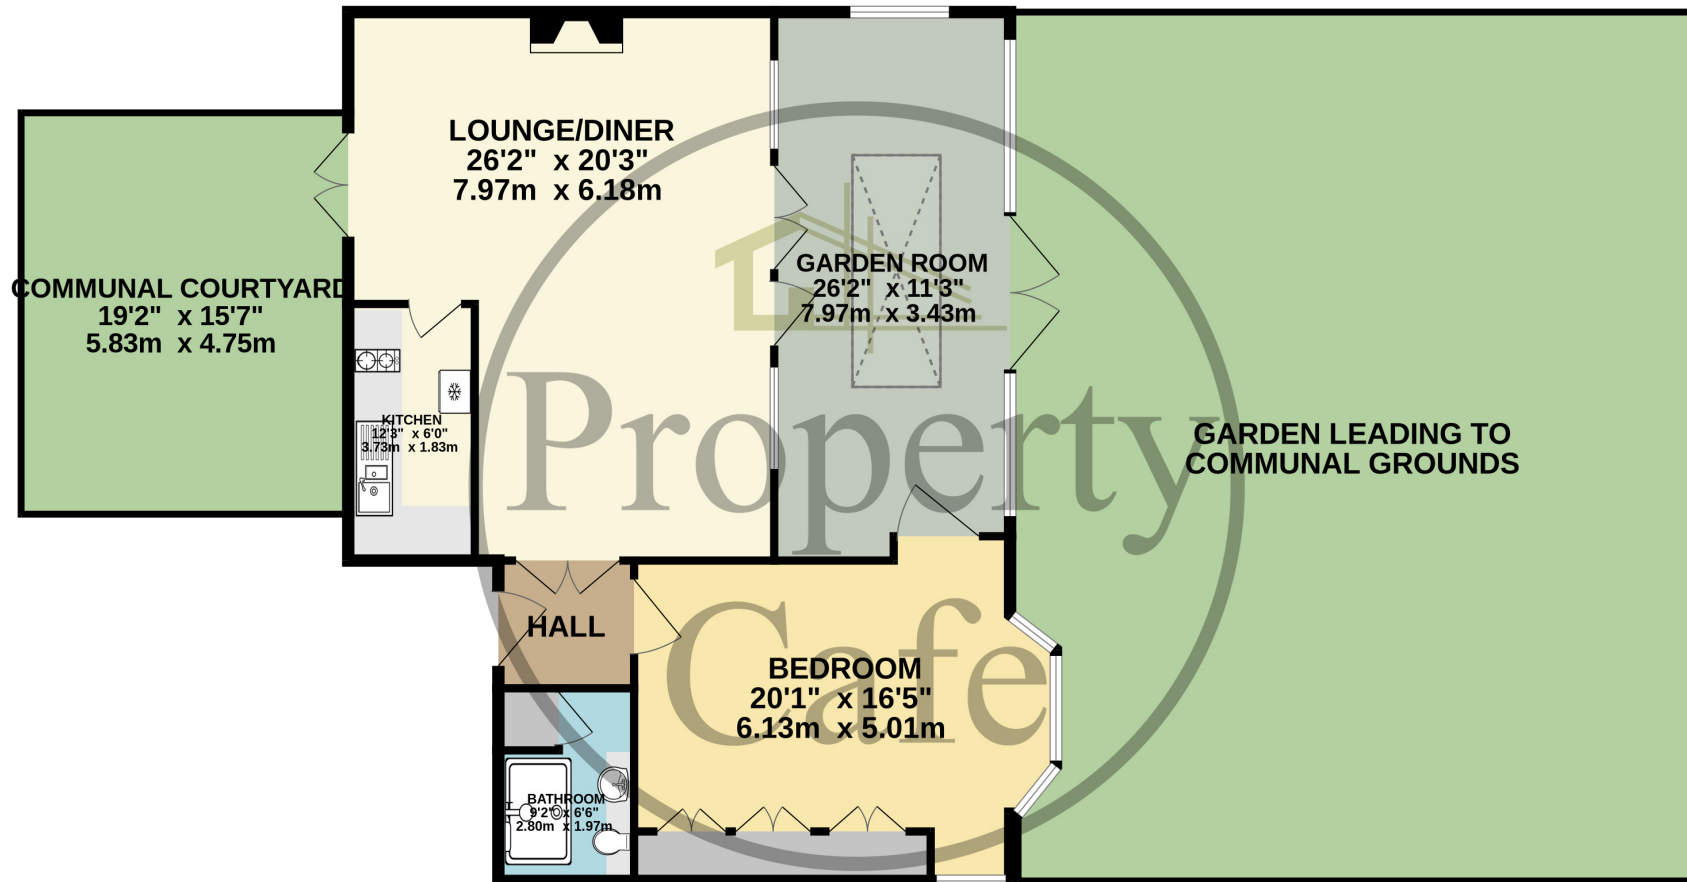 LOUNGE/DINER
26'2" x 20'3"
7.97m x 6.18m
GARDEN ROOM
26'2" x 11'3"
7.97m x 3.43m
COMMUNAL COURTYARD
19'2" x 15'7"
5.83m x 4.75m
KITCHEN
12'3" x 6'0"
3.73m x 1.83m
GARDEN LEADING TO
COMMUNAL GROUNDS
Property
Cafe
HALL
BEDROOM
20'1" x 16'5"
6.13m x 5.01m
BATHROOM
9'2" x 6'6"
2.80m x 1.97m